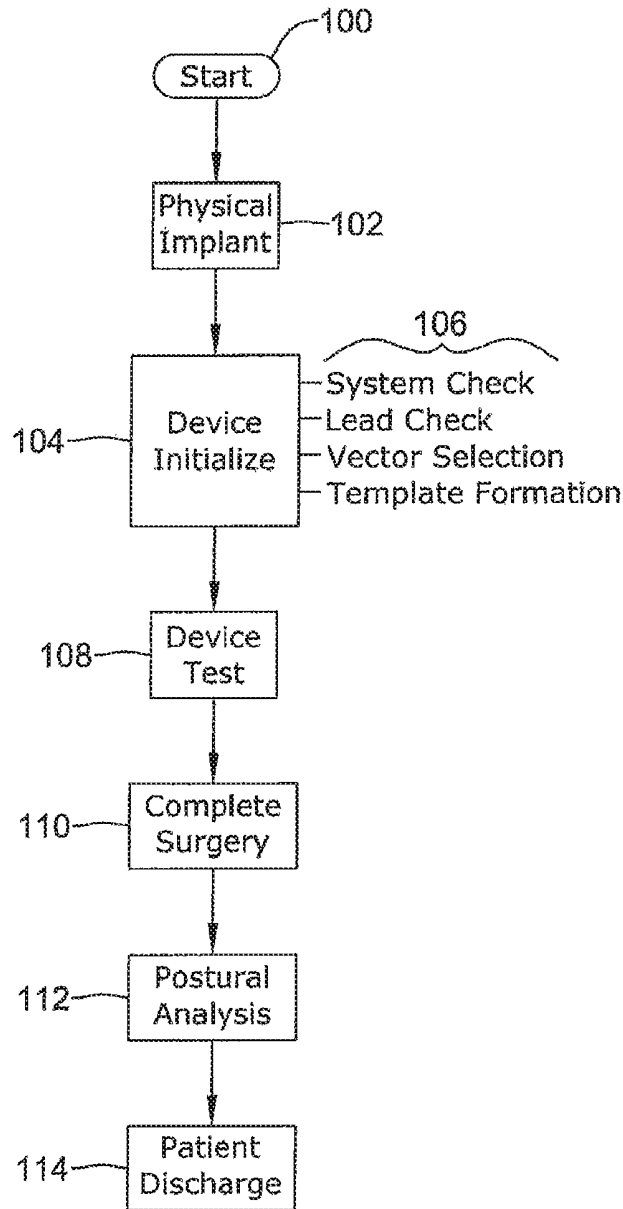 100
Start
Physical
Implant
102
106
System Check
Lead Check
Vector Selection
Template Formation
104
Device
Initialize
108
Device
Test
110
Complete
Surgery
112
Postural
Analysis
114
Patient
Discharge